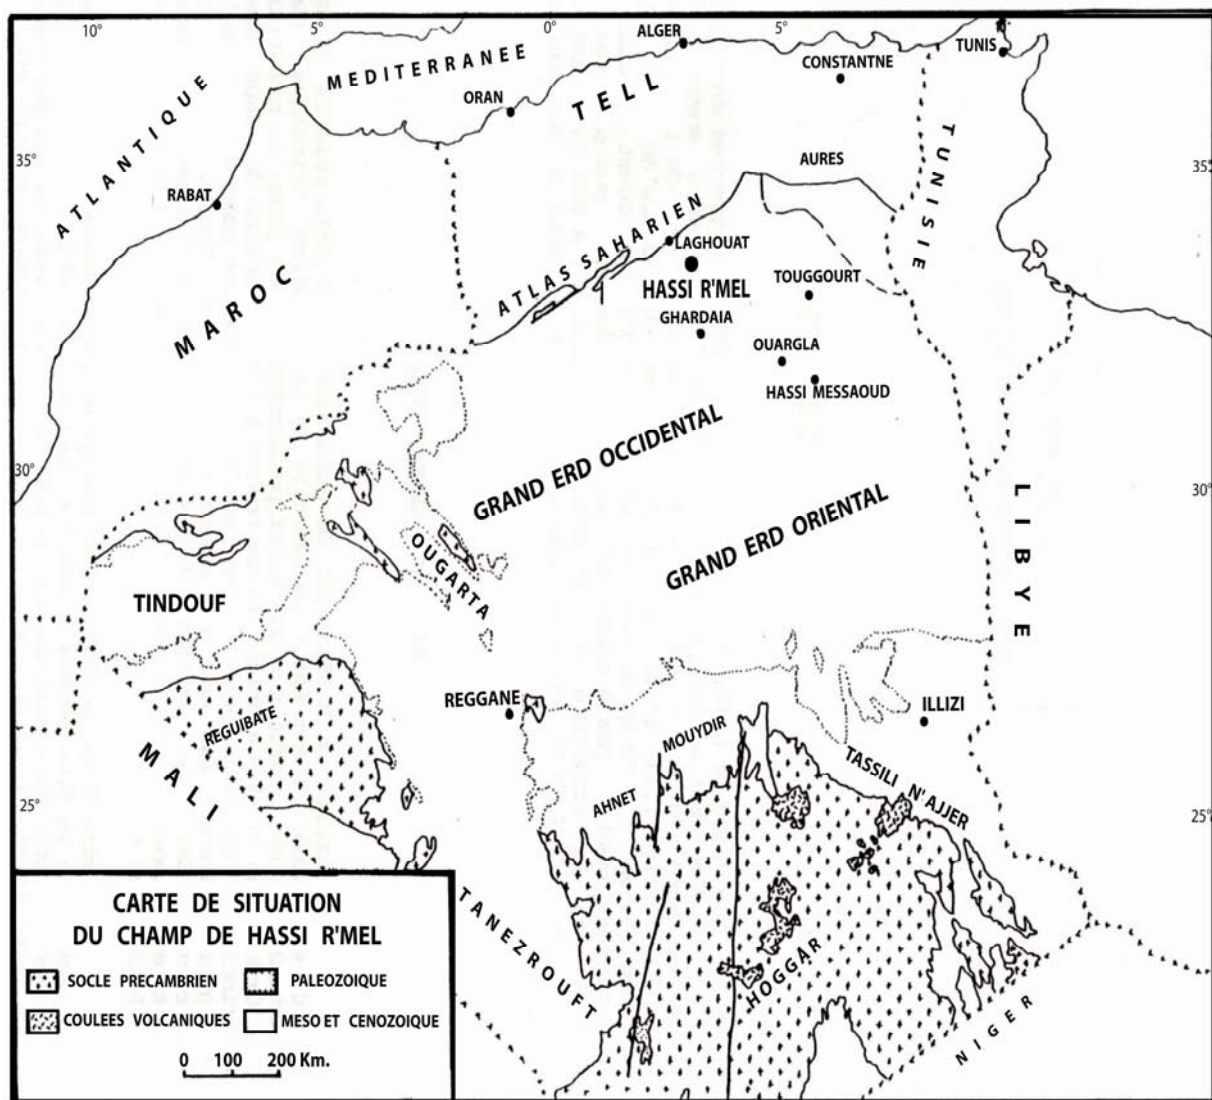 10° 5° 0° 5°
ALGER
TUNIS
MEDITERRANEE
CONSTANTNE
ORAN
TELL
ATLANTIQUE
TUNISIE
35° 35°
AURES
RABAT
ATLAS SAHARIEN
LAGHOUAT
MAROC
HASSI R'MEL
TOUGGOURT
GHARDAIA
OUARGLA
HASSI MESSAOUD
GRAND ERD OCCIDENTAL
30° 30°
GRAND ERD ORIENTAL
LIBYE
OUGARTA
TINDOUF
REGGANE
ILLIZI
REGUIBATE
MOUYDIR
MALI
TASSILI N'AJJER
AHNET
25° 25°
TANEZROUFT
HOGGAR
NIGER
CARTE DE SITUATION
DU CHAMP DE HASSI R'MEL
SOCLE PRECAMBRIEN PALEOZOIQUE
COULEES VOLCANIQUES MESO ET CENOZOIQUE
0 100 200 Km.